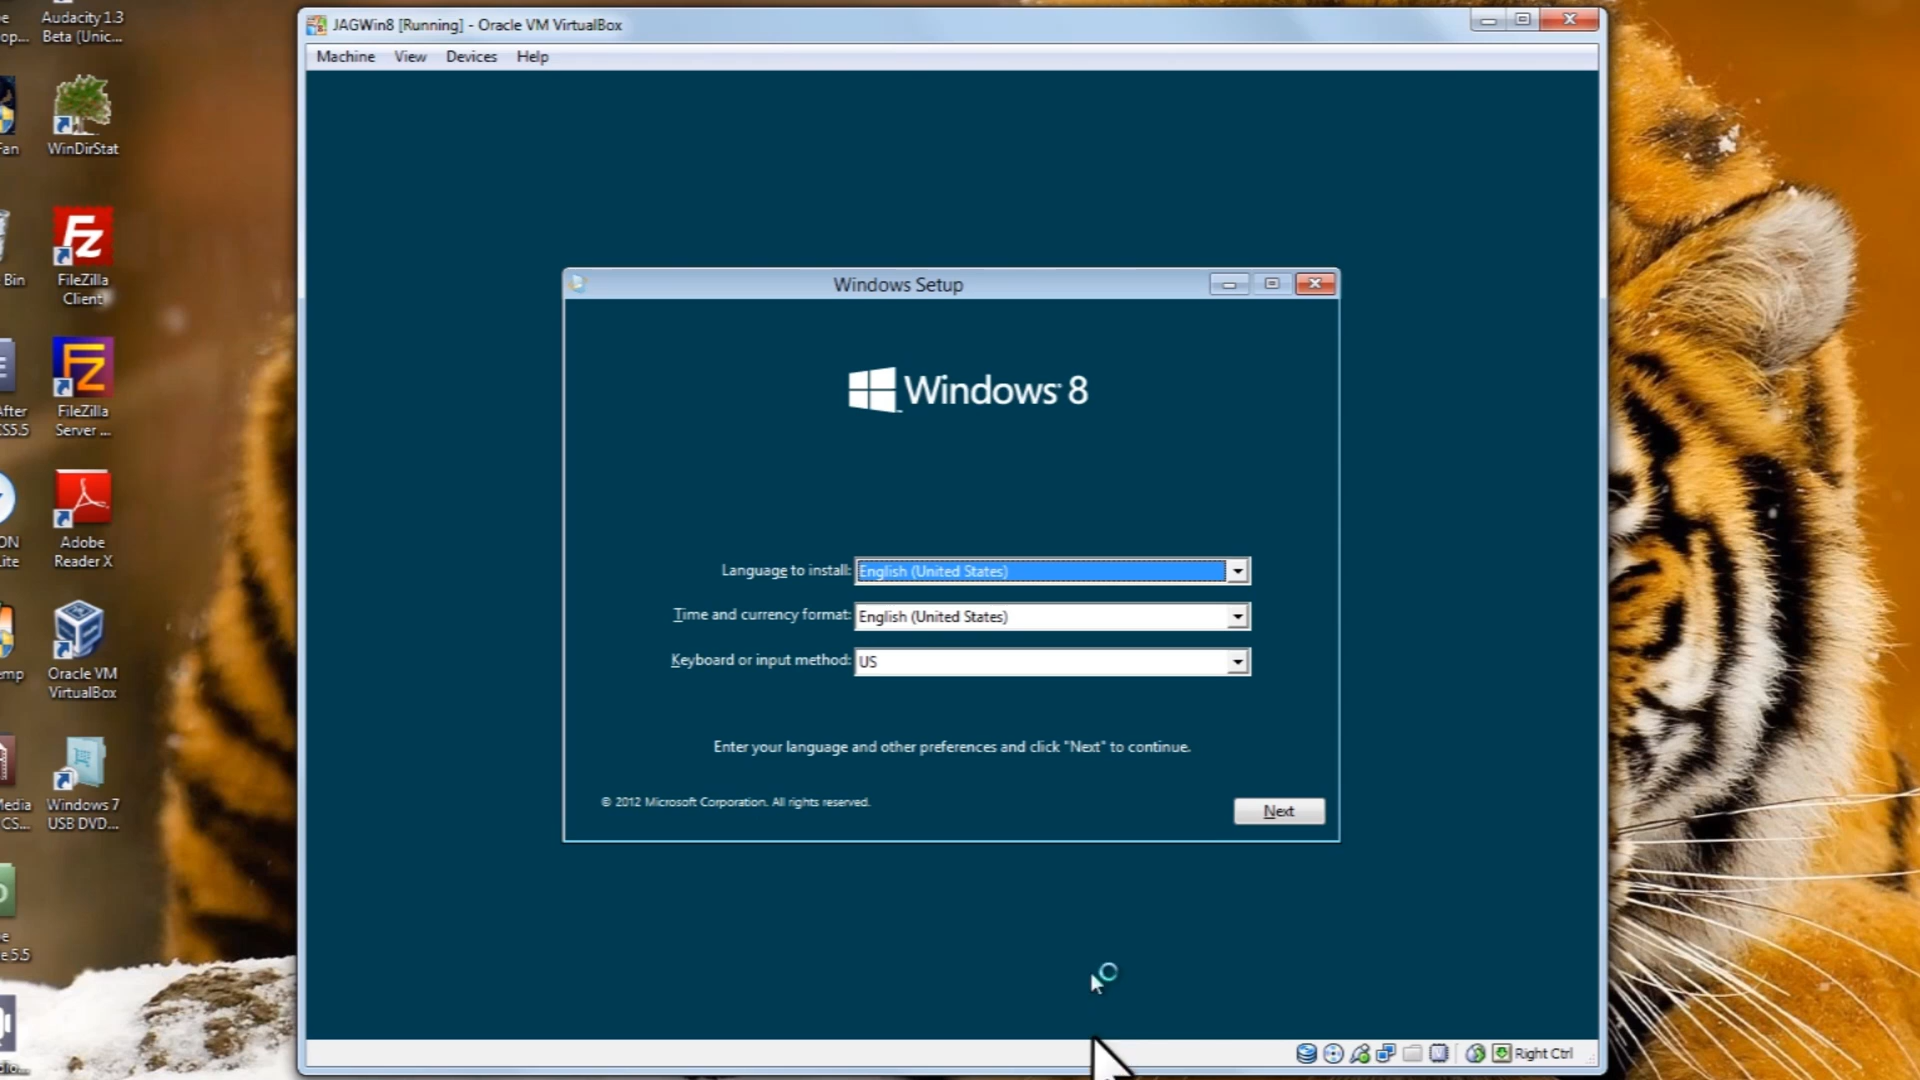 Audacity 1.3
Beta (Unic...
WinDirStat
FileZilla
Client
FileZilla
Server ...
Adobe
Reader X
Oracle VM
VirtualBox
Windows 7
USB DVD...
Bin
JAGWin8 [Running] - Oracle VM VirtualBox
Machine View Devices Help
Windows Setup
Windows 8
Language to install: English (United States)
Time and currency format: English (United States)
Keyboard or input method: US
Enter your language and other preferences and click "Next" to continue.
© 2012 Microsoft Corporation. All rights reserved.
Next
Right Ctrl